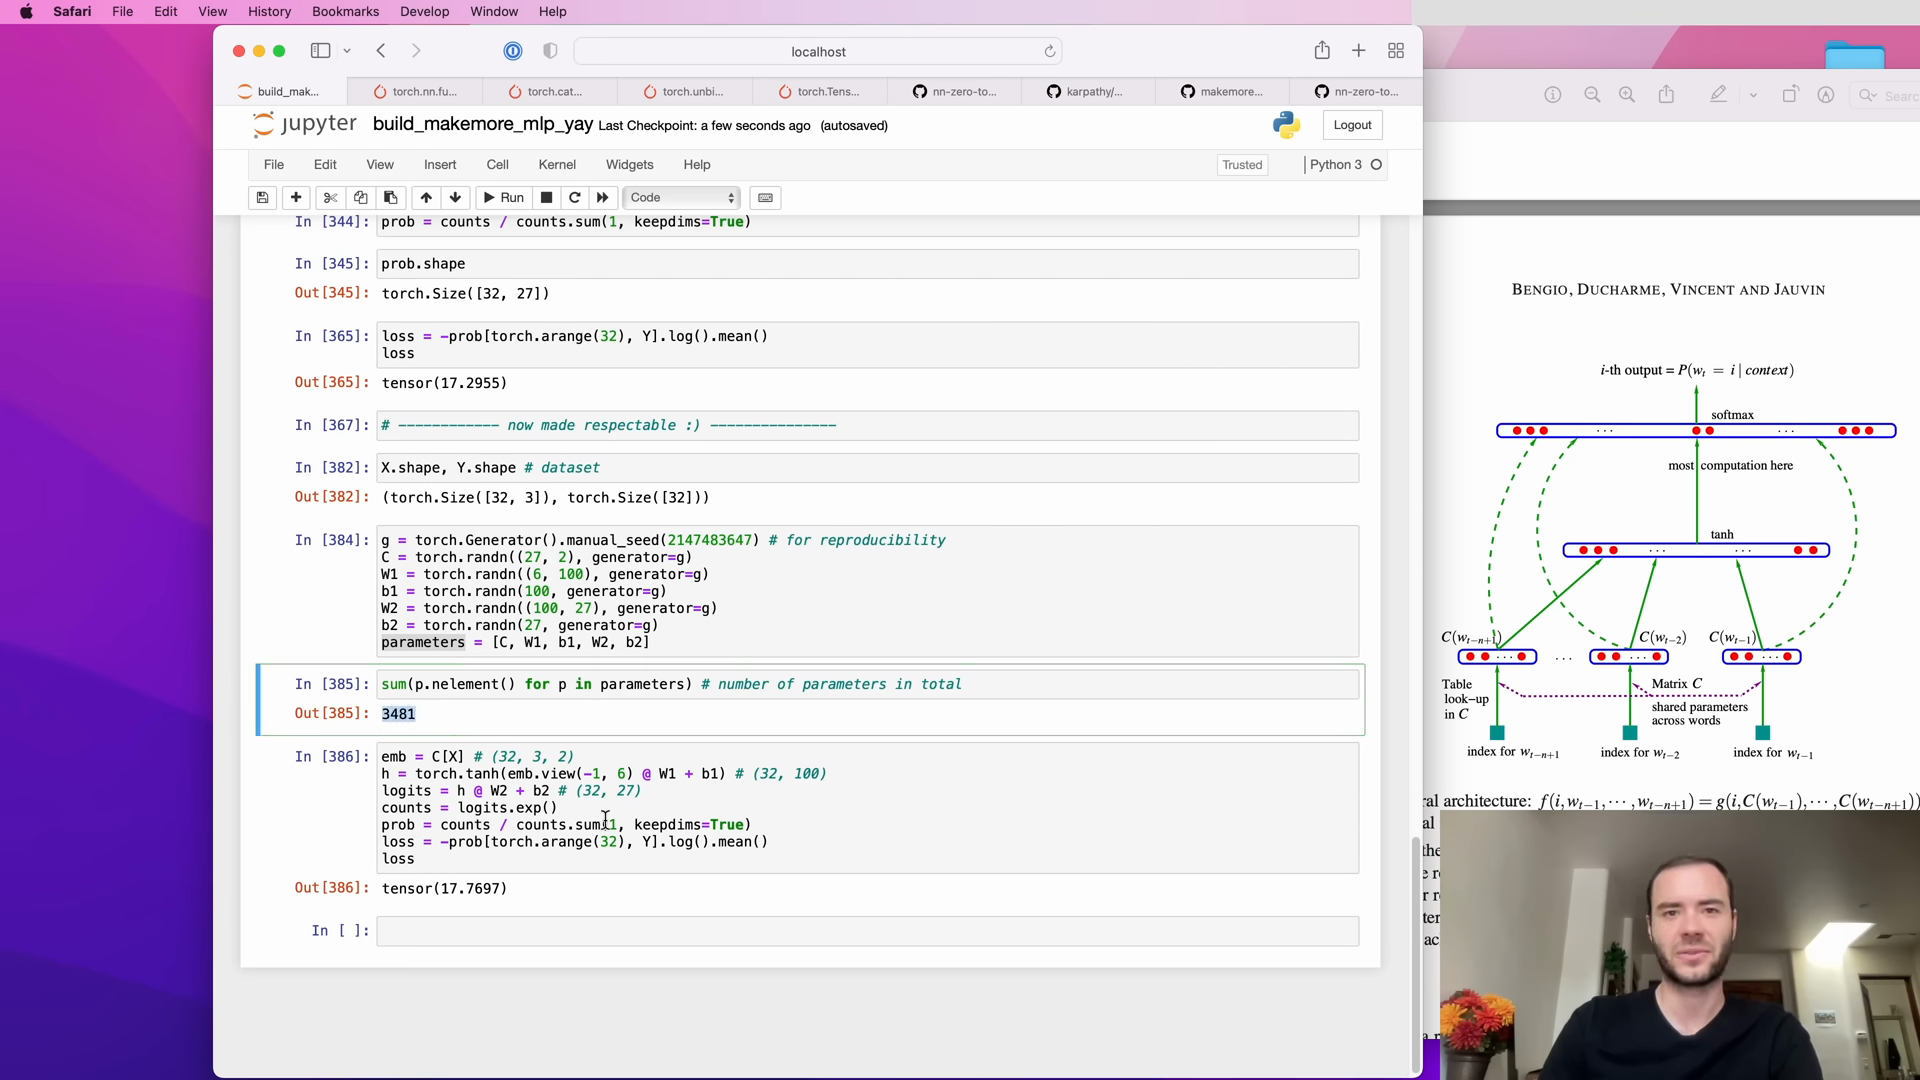 Safari File Edit View History Bookmarks Develop Window Help
localhost
build_mak... torch.nn.fu... torch.cat... torch.unbi... torch.Tens... nn-zero-to... karpathy/... makemore... nn-zero-to...
jupyter build_makemore_mlp_yay Last Checkpoint: a few seconds ago (autosaved) Logout
File Edit View Insert Cell Kernel Widgets Help Trusted Python 3
Run Code
In [344]: prob = counts / counts.sum(1, keepdims=True)
In [345]: prob.shape
Out[345]: torch.Size([32, 27])
In [365]: loss = -prob[torch.arange(32), Y].log().mean()
loss
Out[365]: tensor(17.2955)
In [367]: # ------------ now made respectable :) ---------------
In [382]: X.shape, Y.shape # dataset
Out[382]: (torch.Size([32, 3]), torch.Size([32]))
In [384]: g = torch.Generator().manual_seed(2147483647) # for reproducibility
C = torch.randn((27, 2), generator=g)
W1 = torch.randn((6, 100), generator=g)
b1 = torch.randn(100, generator=g)
W2 = torch.randn((100, 27), generator=g)
b2 = torch.randn(27, generator=g)
parameters = [C, W1, b1, W2, b2]
In [385]: sum(p.nelement() for p in parameters) # number of parameters in total
Out[385]: 3481
In [386]: emb = C[X] # (32, 3, 2)
h = torch.tanh(emb.view(-1, 6) @ W1 + b1) # (32, 100)
logits = h @ W2 + b2 # (32, 27)
counts = logits.exp()
prob = counts / counts.sum(1, keepdims=True)
loss = -prob[torch.arange(32), Y].log().mean()
loss
Out[386]: tensor(17.7697)
In [ ]:
Searc
BENGIO, DUCHARME, VINCENT AND JAUVIN
i-th output = P(w_t = i | context)
softmax
... ... 
most computation here
tanh
... ...
C(w_{t-n+1}) C(w_{t-2}) C(w_{t-1})
... ... ... ...
Table
look-up
in C
Matrix C
shared parameters
across words
index for w_{t-n+1} index for w_{t-2} index for w_{t-1}
ral architecture: f(i, w_{t-1}, ···, w_{t-n+1}) = g(i, C(w_{t-1}), ···, C(w_{t-n+1}))